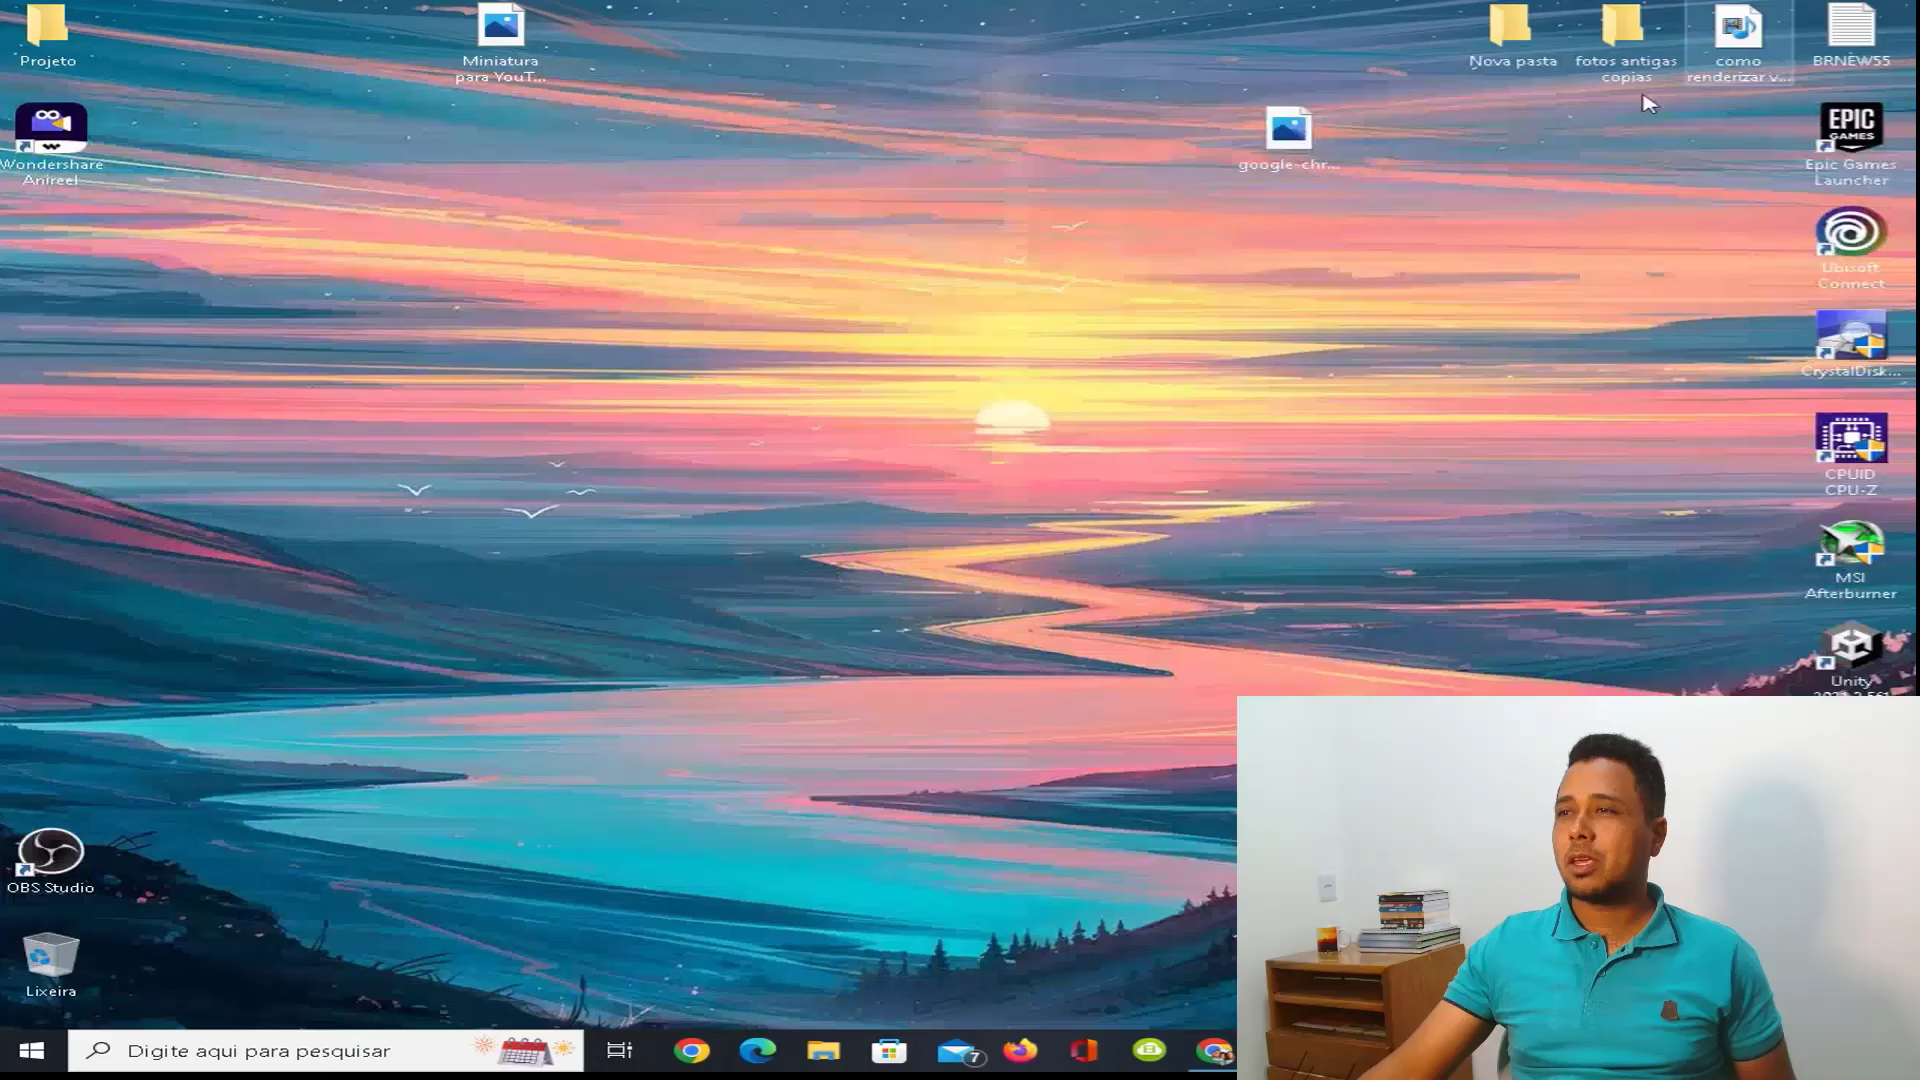 Projeto
Miniatura
para YouT...
Nova pasta
fotos antigas
copias
como
renderizar v...
BRNEW55
Wondershare
Anireel
google-chr...
EPIC
GAMES
Epic Games
Launcher
Ubisoft
Connect
CrystalDisk...
CPUID
CPU-Z
MSI
Afterburner
Unity
OBS Studio
Lixeira
Digite aqui para pesquisar
7